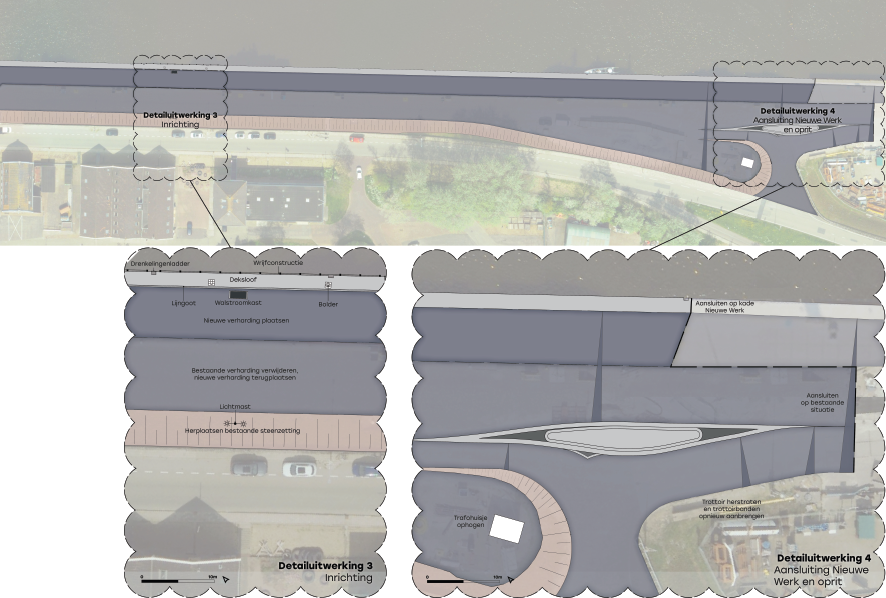 Detailuitwerking 3
Inrichting
Detailuitwerking 4
Aansluiting Nieuwe Werk
en oprit
Drenkelingenladder
Wrijfconstructie
Deksloof
Lijngoot
Walstroomkast
Bolder
Nieuwe verharding plaatsen
Bestaande verharding verwijderen,
nieuwe verharding terugplaatsen
Lichtmast
Herplaatsen bestaande steenzetting
0
10m
Detailuitwerking 3
Inrichting
Aansluiten op kade
Nieuwe Werk
Aansluiten
op bestaande
situatie
Trafohuisje
ophogen
Trottoir herstraten
en trottoirbanden
opnieuw aanbrengen
0
10m
Detailuitwerking 4
Aansluiting Nieuwe
Werk en oprit